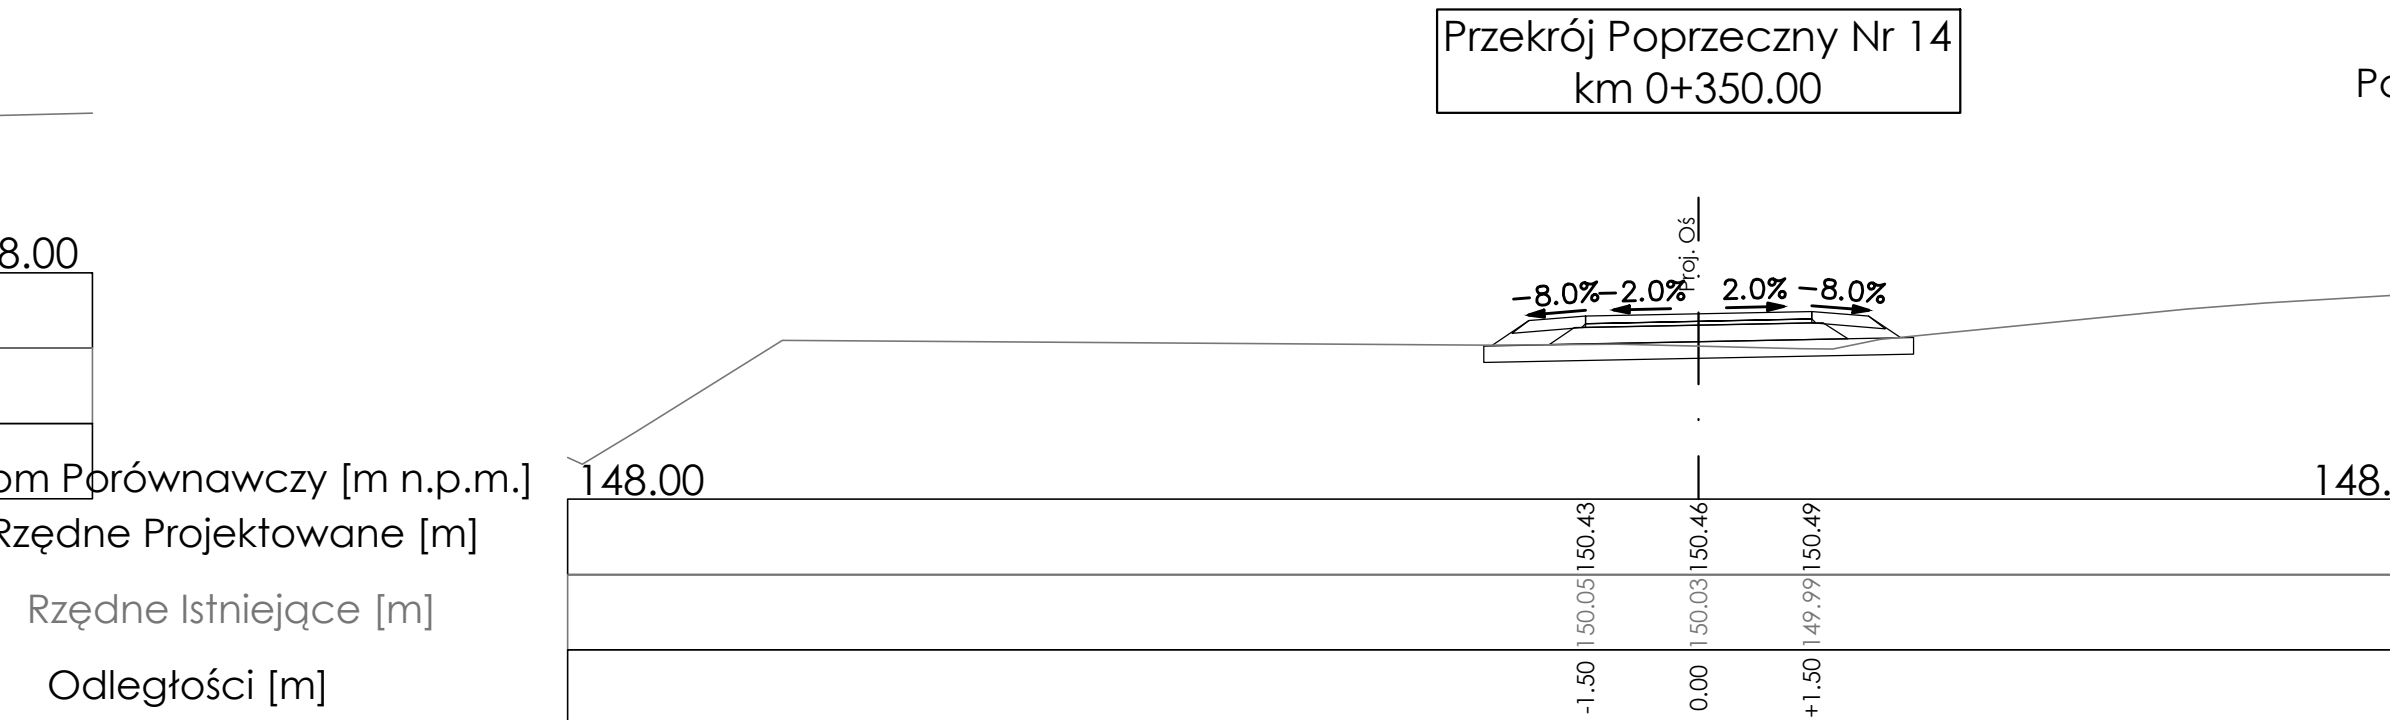 Przekrój Poprzeczny Nr 14
km 0+350.00
Po
8.00
Proj. Oś
-8.0% -2.0% 2.0% -8.0%
om Porównawczy [m n.p.m.] 148.00 148.
Rzędne Projektowane [m] 150.43 150.46 150.49
Rzędne Istniejące [m] 150.05 150.03 149.99
Odległości [m] -1.50 0.00 +1.50